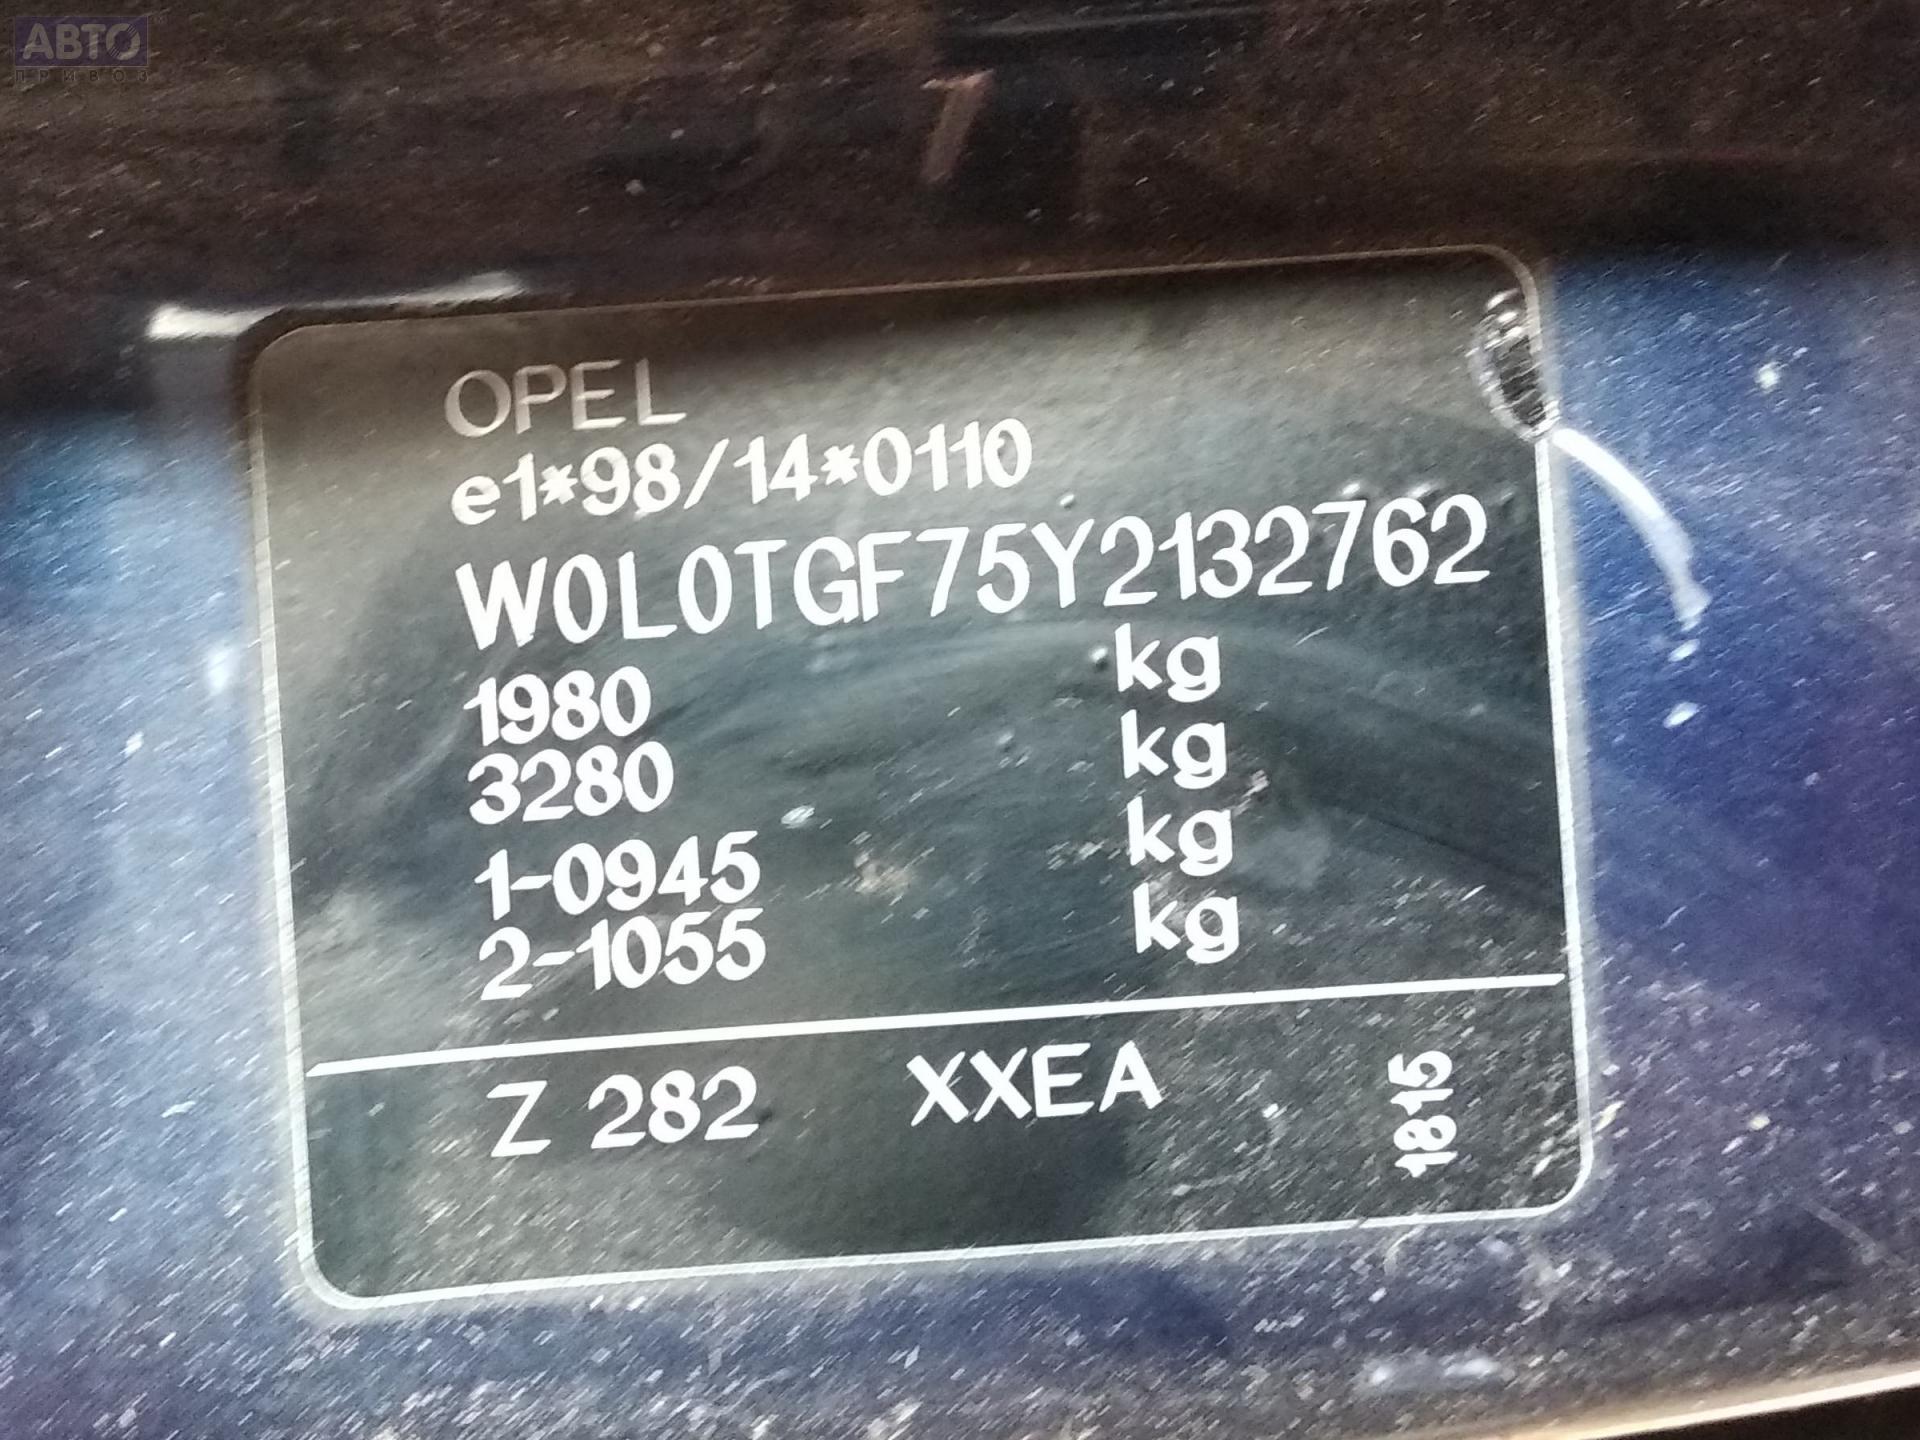 АВТО
ПРИВОЗ
OPEL
e1*98/14*0110
W0L0TGF75Y2132762
1980 kg
3280 kg
1-0945 kg
2-1055 kg
Z 282 XXEA
1815